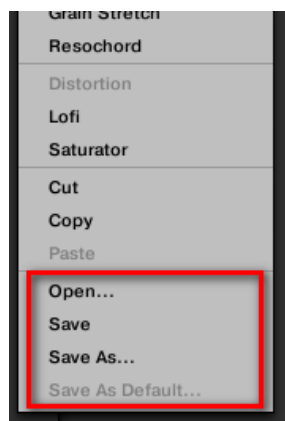 Grain Stretch
Resochord
Distortion
Lofi
Saturator
Cut
Copy
Paste
Open...
Save
Save As...
Save As Default...